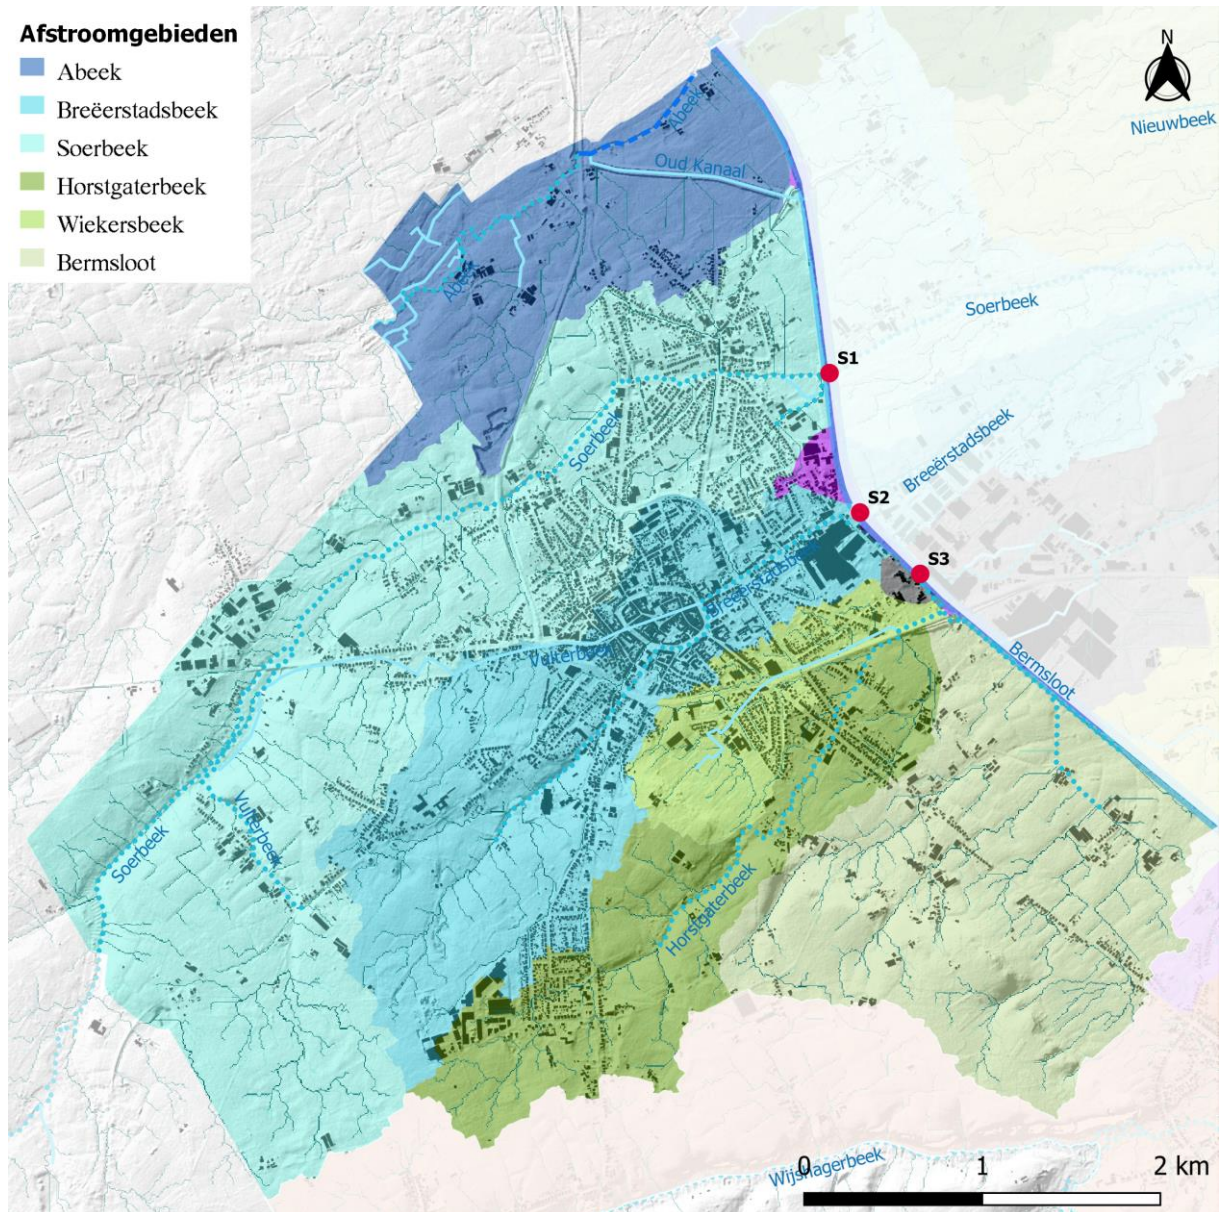 Afstroomgebieden
Abeek
Breëerstadsbeek
Soerbeek
Horstgaterbeek
Wiekersbeek
Bermsloot
N
Nieuwbeek
Abeek
Oud Kanaal
Abeek
Soerbeek
S1
Soerbeek
Breeërstadsbeek
S2
S3
Breeërstadsbeek
Vulterbeek
Bermsloot
Vulterbeek
Soerbeek
Horstgaterbeek
Wijshagerbeek
0 1 2 km